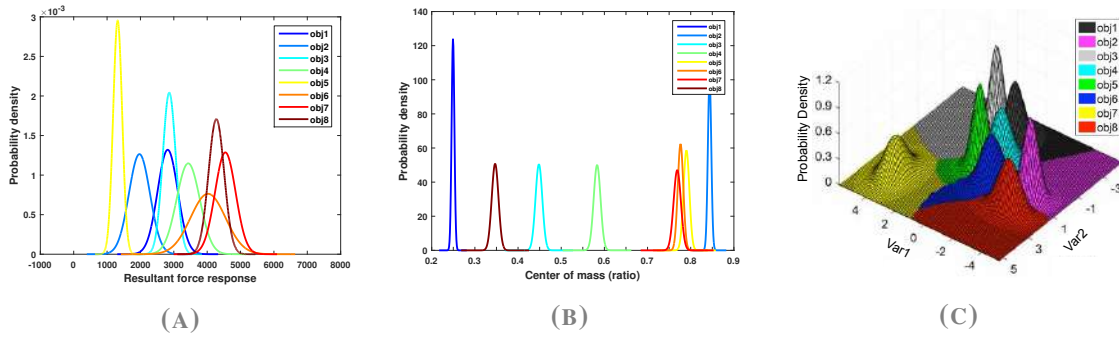 ×10⁻³
3
2.5
2
1.5
1
0.5
0
-1000 0 1000 2000 3000 4000 5000 6000 7000 8000
Probability density
Resultant force response
obj1
obj2
obj3
obj4
obj5
obj6
obj7
obj8
(A)
140
120
100
80
60
40
20
0
0.2 0.3 0.4 0.5 0.6 0.7 0.8 0.9
Probability density
Center of mass (ratio)
obj1
obj2
obj3
obj4
obj5
obj6
obj7
obj8
(B)
1.2
0.9
0.6
0.3
0
Probability Density
4 2 0 -2 -4
Var1
5 3 1 -1 -3
Var2
obj1
obj2
obj3
obj4
obj5
obj6
obj7
obj8
(C)